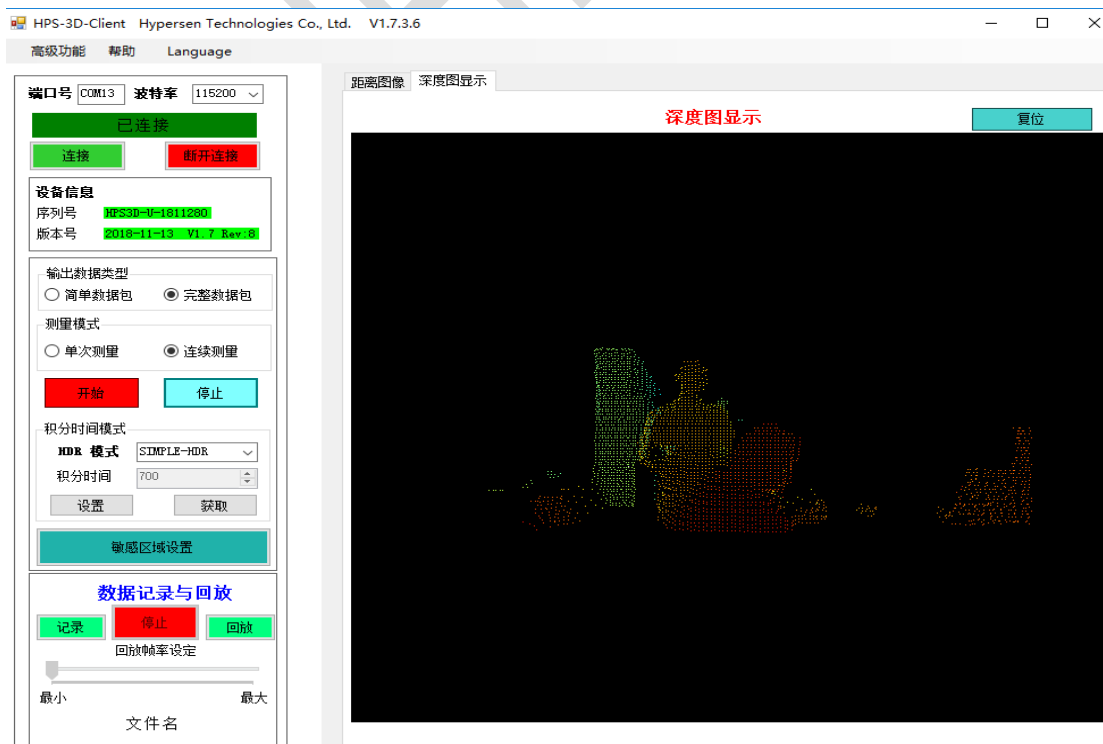 HPS-3D-Client Hypersen Technologies Co., Ltd. V1.7.3.6
高级功能 帮助 Language
端口号 COM13 波特率 115200
已连接
连接 断开连接
设备信息
序列号 HPS3D-U-1811280
版本号 2018-11-13 V1.7 Rev:8
输出数据类型
简单数据包 完整数据包
测量模式
单次测量 连续测量
开始 停止
积分时间模式
HDR 模式 SIMPLE-HDR
积分时间 700
设置 获取
敏感区域设置
数据记录与回放
记录 停止 回放
回放帧率设定
最小 最大
文件名
距离图像 深度图显示
深度图显示 复位